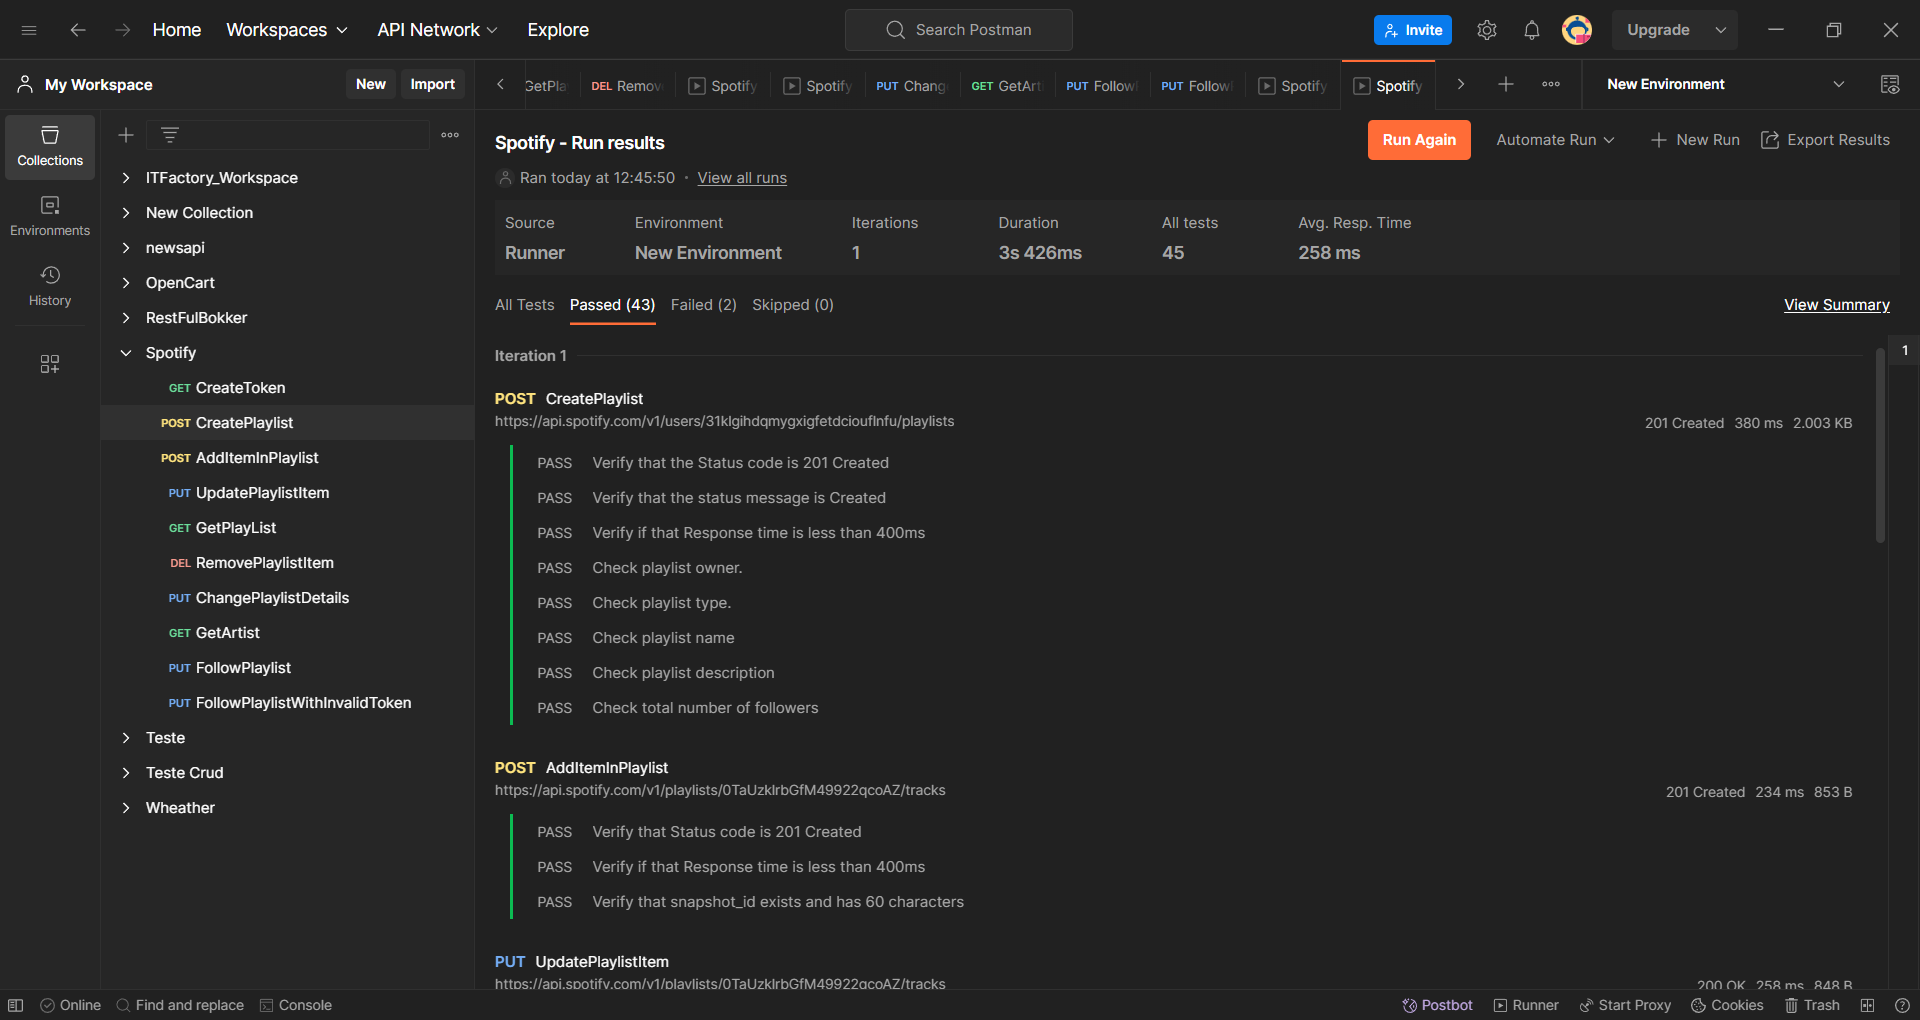 Home Workspaces API Network Explore Search Postman Invite Upgrade
My Workspace New Import
GetPla DEL Remov Spotify Spotify PUT Chang GET GetArt PUT Follow PUT Follow Spotify Spotify New Environment
Collections
Environments
History
ITFactory_Workspace
New Collection
newsapi
OpenCart
RestFulBokker
Spotify
GET CreateToken
POST CreatePlaylist
POST AddItemInPlaylist
PUT UpdatePlaylistItem
GET GetPlayList
DEL RemovePlaylistItem
PUT ChangePlaylistDetails
GET GetArtist
PUT FollowPlaylist
PUT FollowPlaylistWithInvalidToken
Teste
Teste Crud
Wheather
Spotify - Run results
Run Again Automate Run New Run Export Results
Ran today at 12:45:50 · View all runs
Source Environment Iterations Duration All tests Avg. Resp. Time
Runner New Environment 1 3s 426ms 45 258 ms
All Tests Passed (43) Failed (2) Skipped (0) View Summary
Iteration 1
1
POST CreatePlaylist
https://api.spotify.com/v1/users/31klgihdqmygxigfetdciouflnfu/playlists
201 Created 380 ms 2.003 KB
PASS Verify that the Status code is 201 Created
PASS Verify that the status message is Created
PASS Verify if that Response time is less than 400ms
PASS Check playlist owner.
PASS Check playlist type.
PASS Check playlist name
PASS Check playlist description
PASS Check total number of followers
POST AddItemInPlaylist
https://api.spotify.com/v1/playlists/0TaUzklrbGfM49922qcoAZ/tracks
201 Created 234 ms 853 B
PASS Verify that Status code is 201 Created
PASS Verify if that Response time is less than 400ms
PASS Verify that snapshot_id exists and has 60 characters
PUT UpdatePlaylistItem
https://api.spotify.com/v1/playlists/0TaUzklrbGfM49922qcoAZ/tracks
200 OK 258 ms 848 B
Online Find and replace Console Postbot Runner Start Proxy Cookies Trash